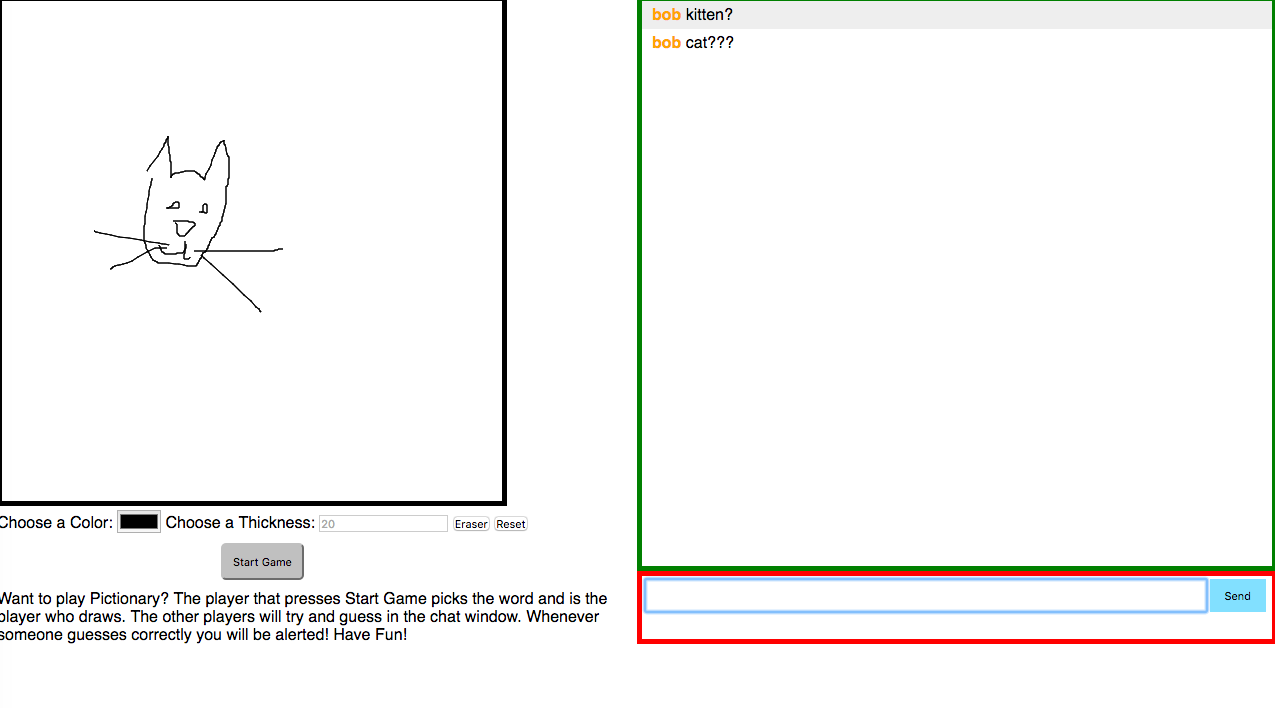 bob kitten?
bob cat???
Choose a Color: Choose a Thickness: 20 Eraser Reset
Start Game
Want to play Pictionary? The player that presses Start Game picks the word and is the
player who draws. The other players will try and guess in the chat window. Whenever
someone guesses correctly you will be alerted! Have Fun!
Send